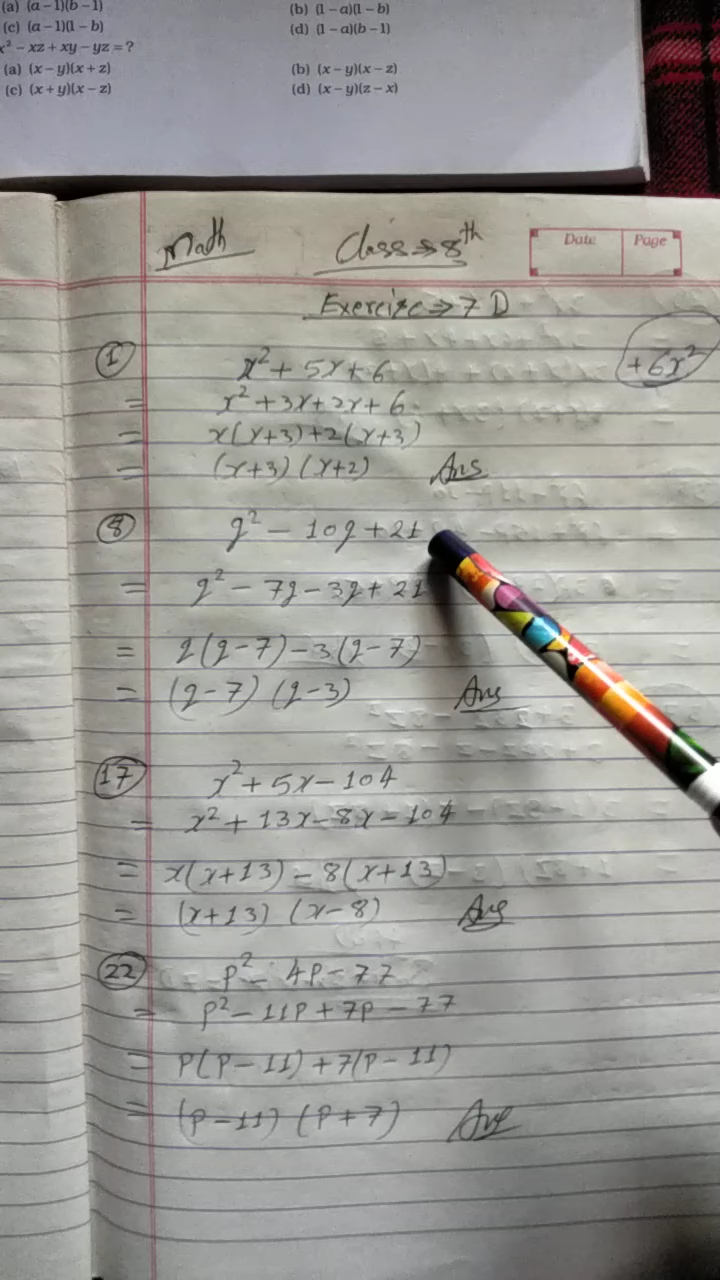 (a) (a – 1)(b – 1)
(b) (1 – a)(1 – b)
(c) (a – 1)(1 – b)
(d) (1 – a)(b – 1)
x² – xz + xy – yz = ?
(a) (x – y)(x + z)
(b) (x – y)(x – z)
(c) (x + y)(x – z)
(d) (x – y)(z – x)
Math Class ⇒ 8th
Date Page
Exercise ⇒ 7 D
① x² + 5x + 6
+ 6x²
= x² + 3x + 2x + 6
= x(x+3) + 2(x+3)
= (x+3) (x+2) Ans
⑧ q² – 10q + 21
= q² – 7q – 3q + 21
= q(q–7) – 3(q–7)
= (q–7) (q–3) Ans
⑰ x² + 5x – 104
= x² + 13x – 8x – 104
= x(x+13) – 8(x+13)
= (x+13) (x–8) Ans
㉒ p² – 4p – 77
= p² – 11p + 7p – 77
= p(p – 11) + 7(p – 11)
= (p – 11) (p + 7) Ans